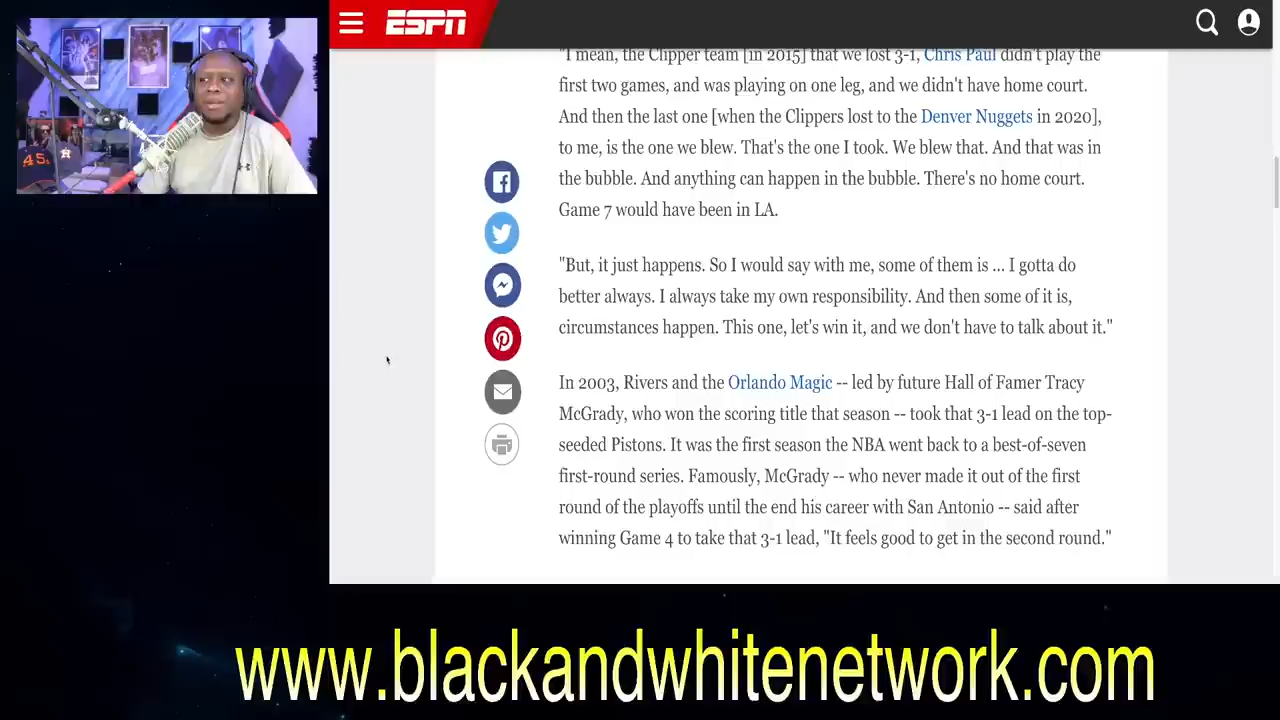 ESPN
"I mean, the Clipper team [in 2015] that we lost 3-1, Chris Paul didn't play the
first two games, and was playing on one leg, and we didn't have home court.
And then the last one [when the Clippers lost to the Denver Nuggets in 2020],
to me, is the one we blew. That's the one I took. We blew that. And that was in
the bubble. And anything can happen in the bubble. There's no home court.
Game 7 would have been in LA.
"But, it just happens. So I would say with me, some of them is ... I gotta do
better always. I always take my own responsibility. And then some of it is,
circumstances happen. This one, let's win it, and we don't have to talk about it."
In 2003, Rivers and the Orlando Magic -- led by future Hall of Famer Tracy
McGrady, who won the scoring title that season -- took that 3-1 lead on the top-
seeded Pistons. It was the first season the NBA went back to a best-of-seven
first-round series. Famously, McGrady -- who never made it out of the first
round of the playoffs until the end his career with San Antonio -- said after
winning Game 4 to take that 3-1 lead, "It feels good to get in the second round."
45
www.blackandwhitenetwork.com